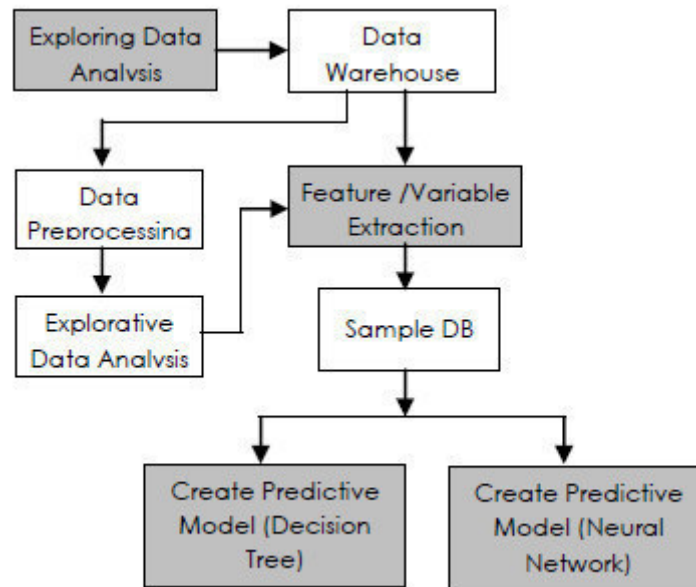 Exploring Data
Analysis
Data
Warehouse
Data
Preprocessing
Feature /Variable
Extraction
Explorative
Data Analysis
Sample DB
Create Predictive
Model (Decision
Tree)
Create Predictive
Model (Neural
Network)